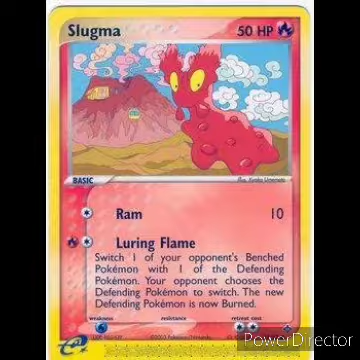 Slugma 50 HP
BASIC
Ram 10
Luring Flame
Switch 1 of your opponent's Benched
Pokémon with 1 of the Defending
Pokémon. Your opponent chooses the
Defending Pokémon to switch. The new
Defending Pokémon is now Burned.
weakness resistance retreat cost
e
PowerDirector